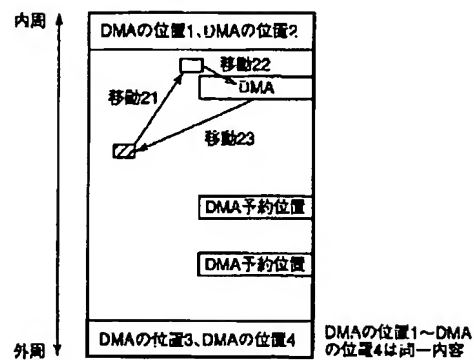 内周
DMAの位置1、DMAの位置2
移動22
DMA
移動21
移動23
DMA予約位置
DMA予約位置
DMAの位置3、DMAの位置4
外周
DMAの位置1〜DMA
の位置4は同一内容